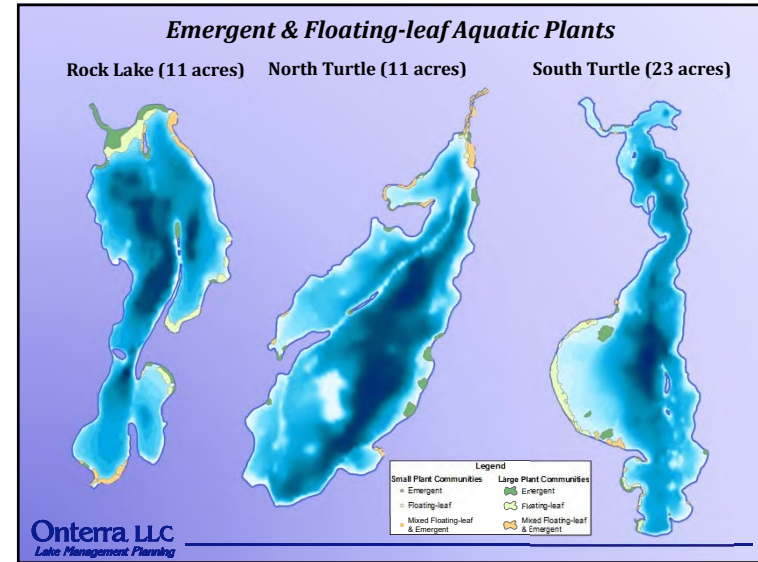 Emergent & Floating-leaf Aquatic Plants
Rock Lake (11 acres)
North Turtle (11 acres)
South Turtle (23 acres)
Legend
Small Plant Communities
Emergent
Floating-leaf
Mixed Floating-leaf
& Emergent
Large Plant Communities
Emergent
Floating-leaf
Mixed Floating-leaf
& Emergent
Onterra LLC
Lake Management Planning